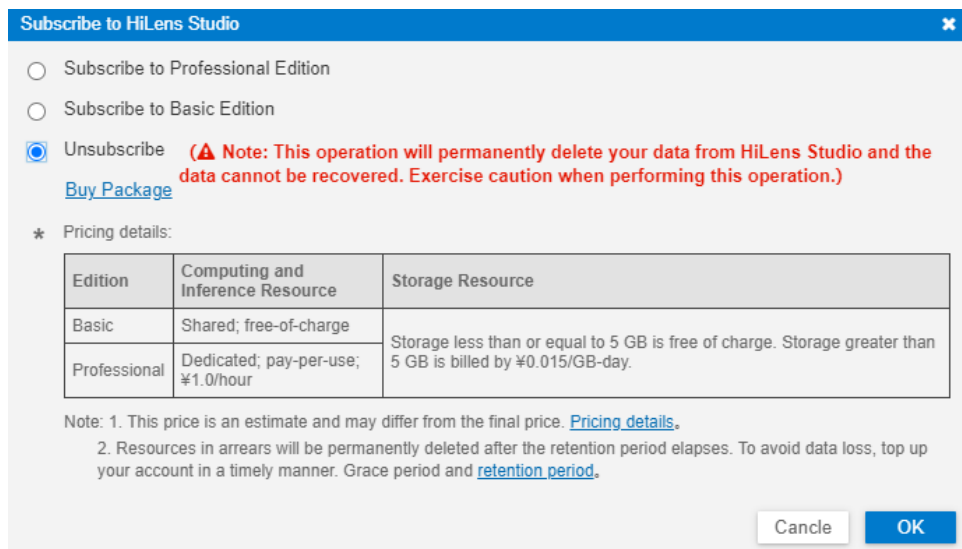 Subscribe to HiLens Studio
Subscribe to Professional Edition
Subscribe to Basic Edition
Unsubscribe
(⚠ Note: This operation will permanently delete your data from HiLens Studio and the
data cannot be recovered. Exercise caution when performing this operation.)
Buy Package
* Pricing details:
Edition
Computing and
Inference Resource
Storage Resource
Basic
Shared; free-of-charge
Professional
Dedicated; pay-per-use;
¥1.0/hour
Storage less than or equal to 5 GB is free of charge. Storage greater than
5 GB is billed by ¥0.015/GB-day.
Note: 1. This price is an estimate and may differ from the final price. Pricing details。
2. Resources in arrears will be permanently deleted after the retention period elapses. To avoid data loss, top up
your account in a timely manner. Grace period and retention period。
Cancle
OK